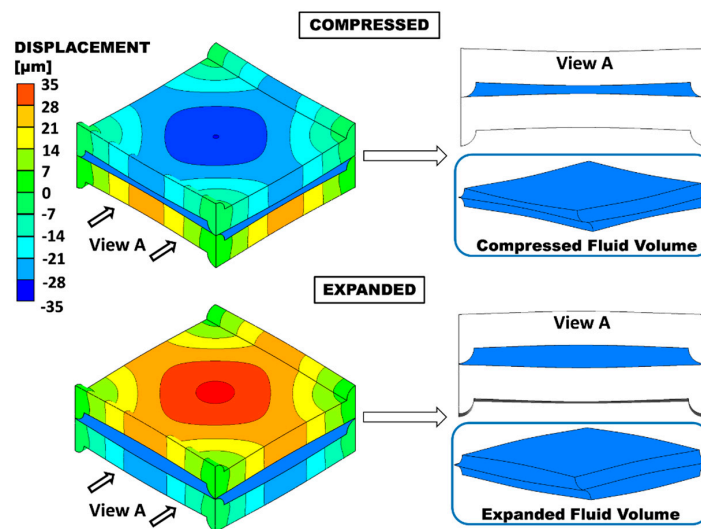 COMPRESSED
DISPLACEMENT
[µm]
35
28
21
14
7
0
-7
-14
-21
-28
-35
View A
View A
Compressed Fluid Volume
EXPANDED
View A
View A
Expanded Fluid Volume